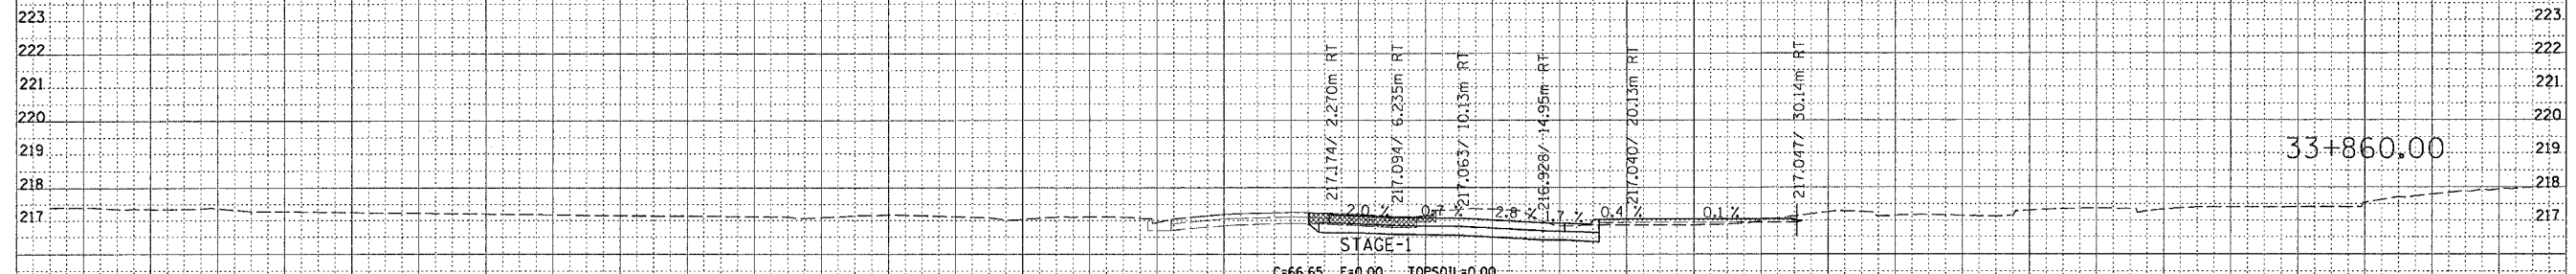 223 223
222 222
221 221
220 220
219 219
218 218
217 217
217.174/ 2.270m RT
217.094/ 6.235m RT
217.063/ 10.13m RT
216.928/ 14.95m RT
217.040/ 20.13m RT
217.047/ 30.14m RT
33+860.00
2.0 % 0.7 % 2.8 % 1.7 % 0.4 % 0.1 %
STAGE-1
C=66.65 F=0.00 TOPSOIL=0.00